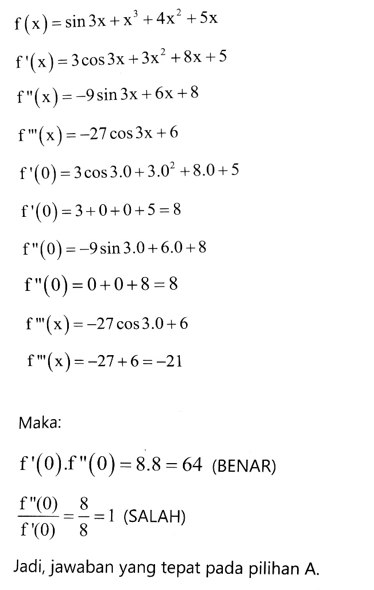 f(x) = sin 3x + x³ + 4x² + 5x
f'(x) = 3 cos 3x + 3x² + 8x + 5
f"(x) = −9 sin 3x + 6x + 8
f'"(x) = −27 cos 3x + 6
f'(0) = 3 cos 3.0 + 3.0² + 8.0 + 5
f'(0) = 3 + 0 + 0 + 5 = 8
f"(0) = −9 sin 3.0 + 6.0 + 8
f"(0) = 0 + 0 + 8 = 8
f'"(x) = −27 cos 3.0 + 6
f'"(x) = −27 + 6 = −21
Maka:
f'(0).f"(0) = 8.8 = 64 (BENAR)
f"(0)/f'(0) = 8/8 = 1 (SALAH)
Jadi, jawaban yang tepat pada pilihan A.